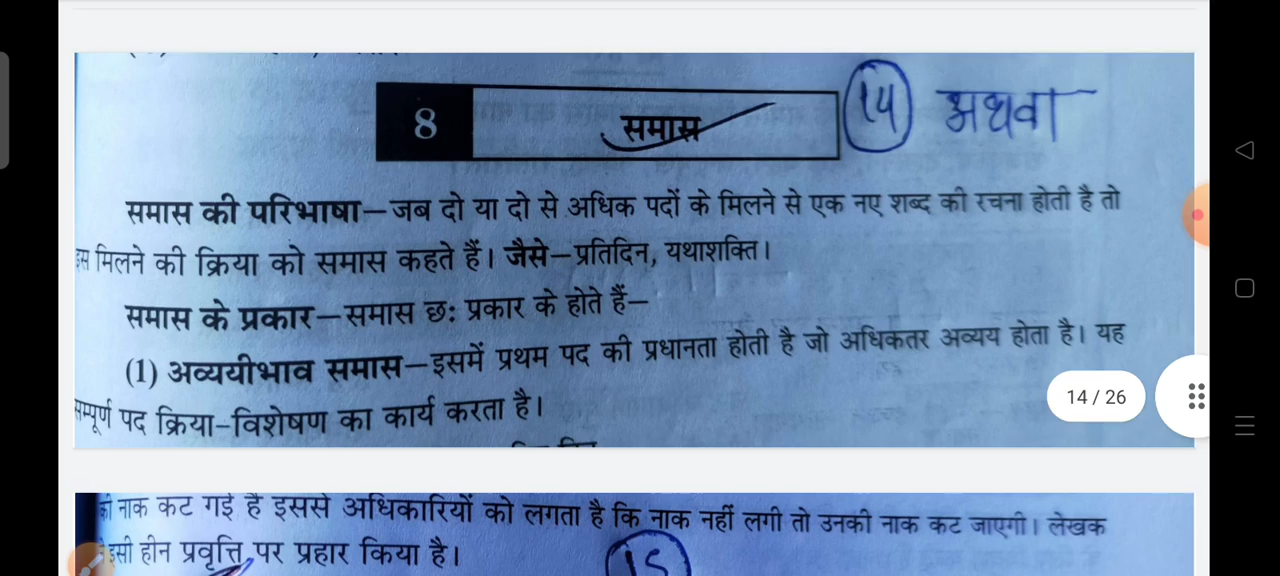 8
समास
14 अथवा
समास की परिभाषा—जब दो या दो से अधिक पदों के मिलने से एक नए शब्द की रचना होती है तो
इस मिलने की क्रिया को समास कहते हैं। जैसे—प्रतिदिन, यथाशक्ति।
समास के प्रकार—समास छः प्रकार के होते हैं—
(1) अव्ययीभाव समास—इसमें प्रथम पद की प्रधानता होती है जो अधिकतर अव्यय होता है। यह
सम्पूर्ण पद क्रिया-विशेषण का कार्य करता है।
14 / 26
की नाक कट गई है इससे अधिकारियों को लगता है कि नाक नहीं लगी तो उनकी नाक कट जाएगी। लेखक
इसी हीन प्रवृत्ति पर प्रहार किया है।
15